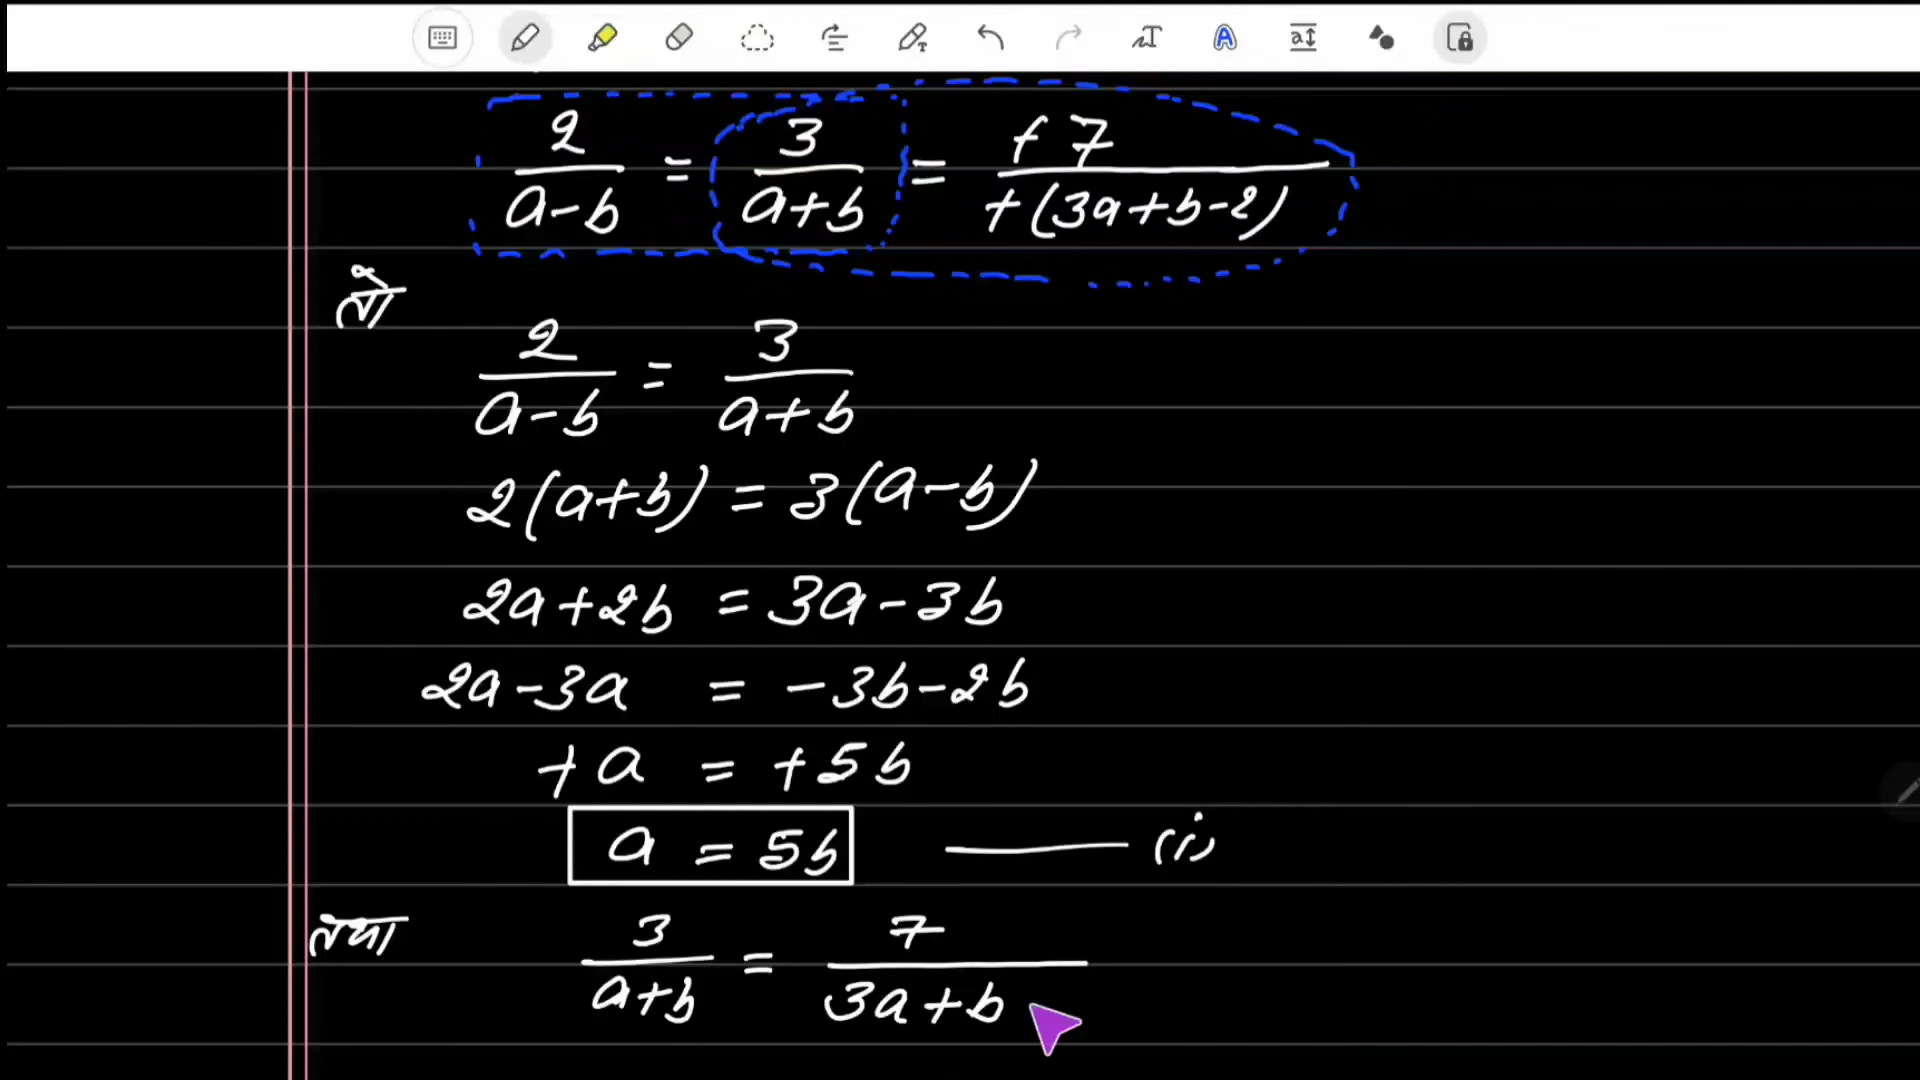 2/(a-b) = 3/(a+b) = +7/+(3a+b-2)
तो
2/(a-b) = 3/(a+b)
2(a+b) = 3(a-b)
2a+2b = 3a-3b
2a-3a = -3b-2b
+a = +5b
a = 5b ——— (i)
तथा 3/(a+b) = 7/(3a+b